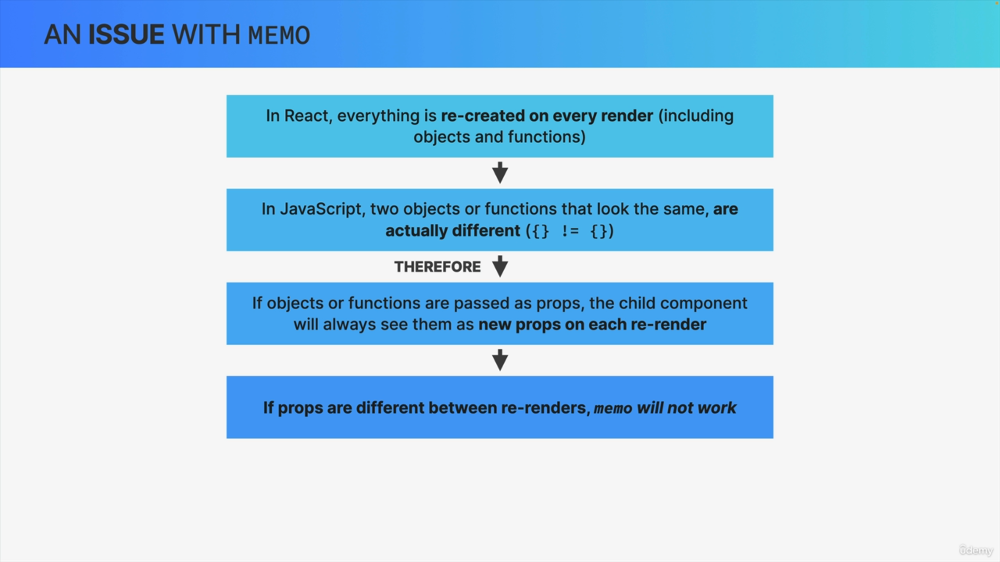 AN ISSUE WITH MEMO
In React, everything is re-created on every render (including
objects and functions)
In JavaScript, two objects or functions that look the same, are
actually different ({} != {})
THEREFORE
If objects or functions are passed as props, the child component
will always see them as new props on each re-render
If props are different between re-renders, memo will not work
ûdemy